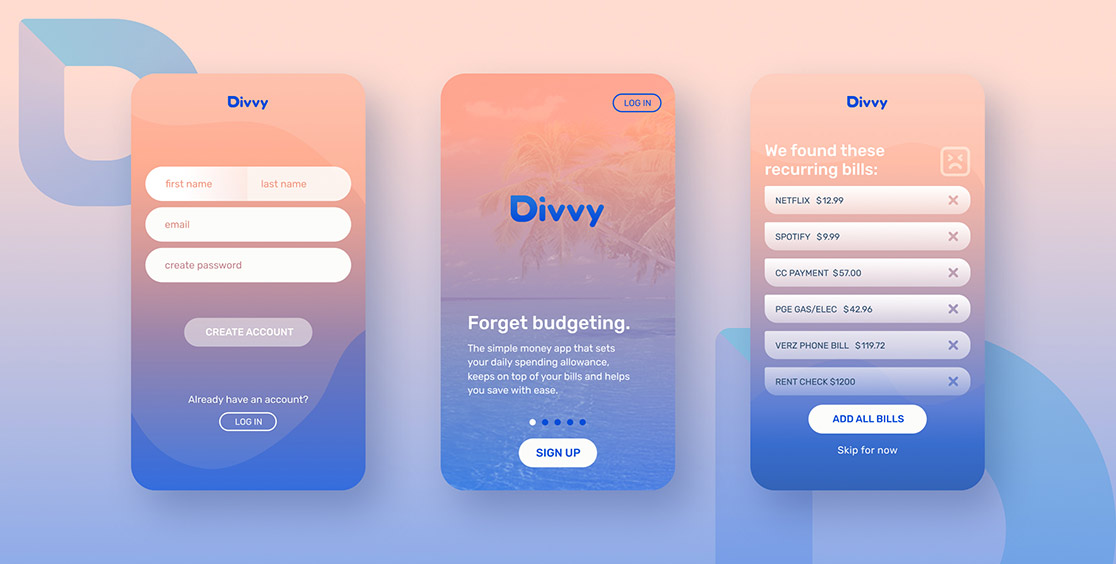 Divvy
first name last name
email
create password
CREATE ACCOUNT
Already have an account?
LOG IN
LOG IN
Divvy
Forget budgeting.
The simple money app that sets
your daily spending allowance,
keeps on top of your bills and helps
you save with ease.
SIGN UP
Divvy
We found these
recurring bills:
NETFLIX $12.99
SPOTIFY $9.99
CC PAYMENT $57.00
PGE GAS/ELEC $42.96
VERZ PHONE BILL $119.72
RENT CHECK $1200
ADD ALL BILLS
Skip for now